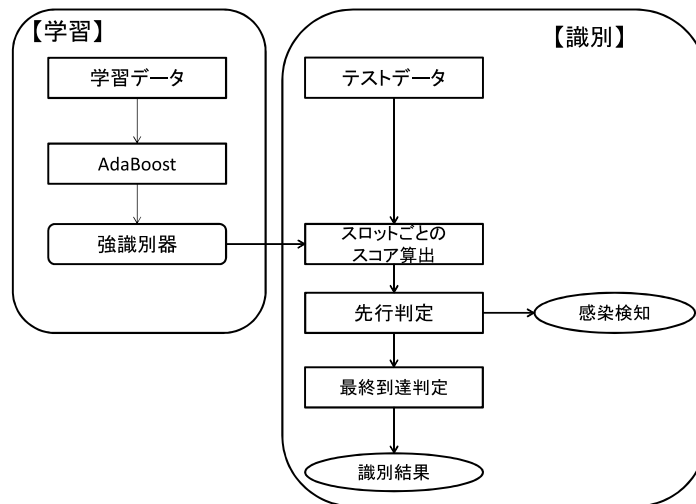 【学習】
学習データ
AdaBoost
強識別器
【識別】
テストデータ
スロットごとの
スコア算出
先行判定
感染検知
最終到達判定
識別結果